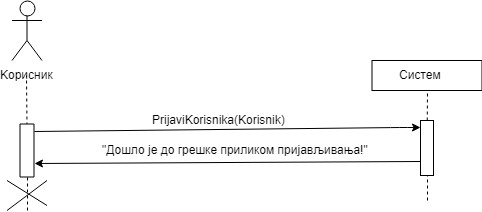 Корисник
Систем
PrijaviKorisnika(Korisnik)
"Дошло је до грешке приликом пријављивања!"